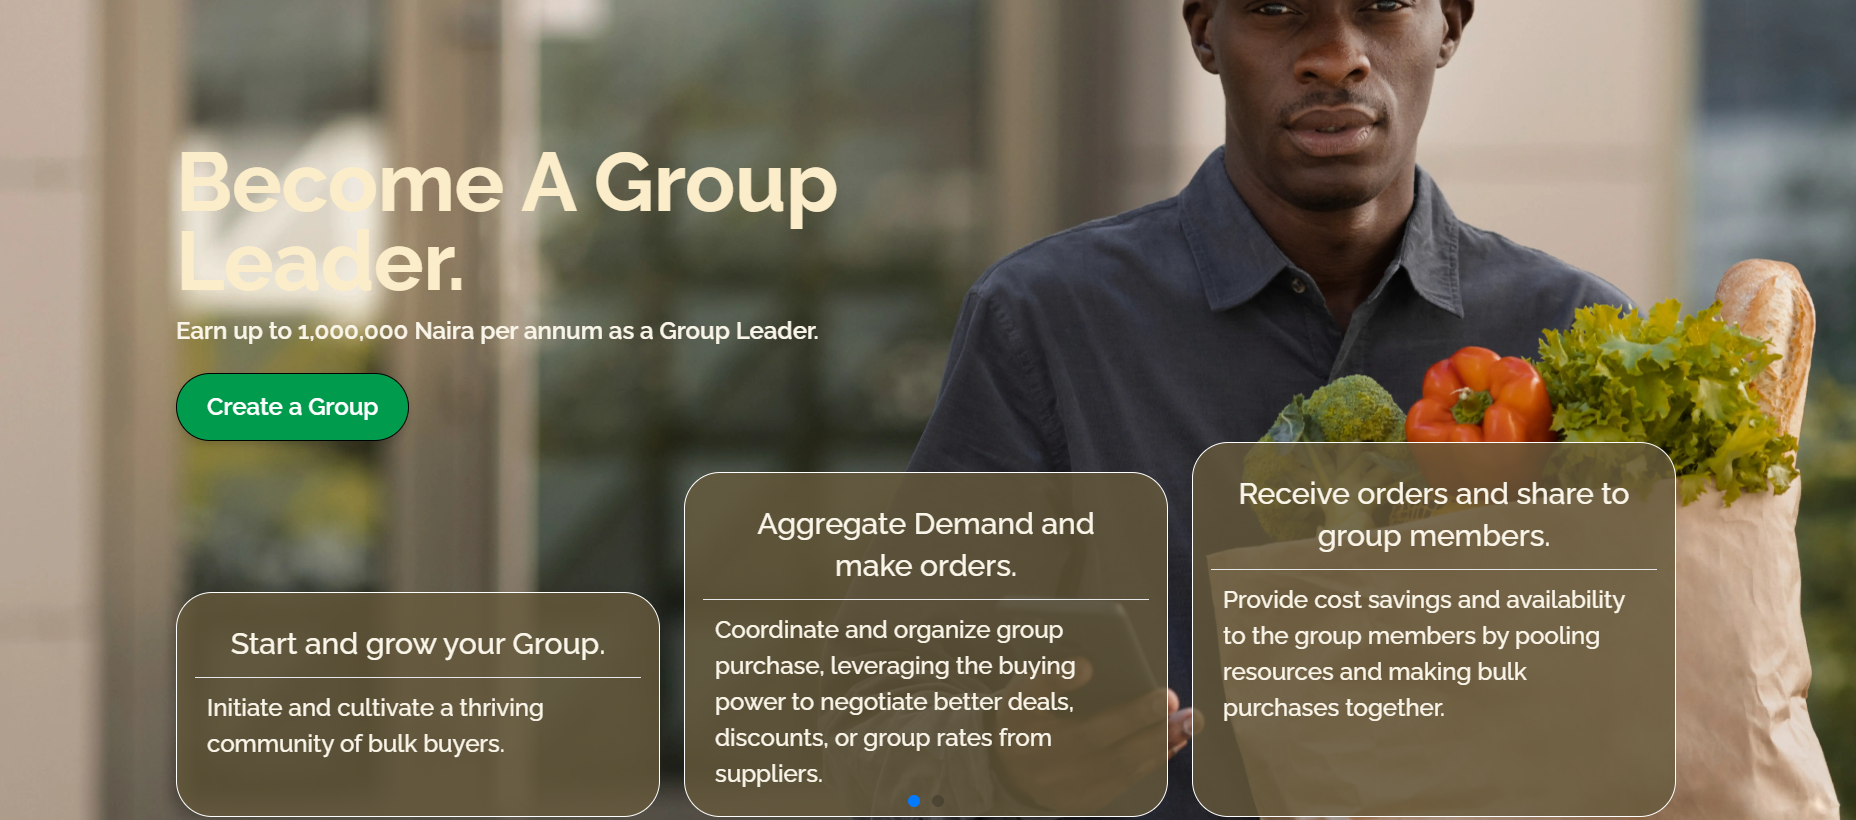 Become A Group
Leader.
Earn up to 1,000,000 Naira per annum as a Group Leader.
Create a Group
Start and grow your Group.
Initiate and cultivate a thriving
community of bulk buyers.
Aggregate Demand and
make orders.
Coordinate and organize group
purchase, leveraging the buying
power to negotiate better deals,
discounts, or group rates from
suppliers.
Receive orders and share to
group members.
Provide cost savings and availability
to the group members by pooling
resources and making bulk
purchases together.